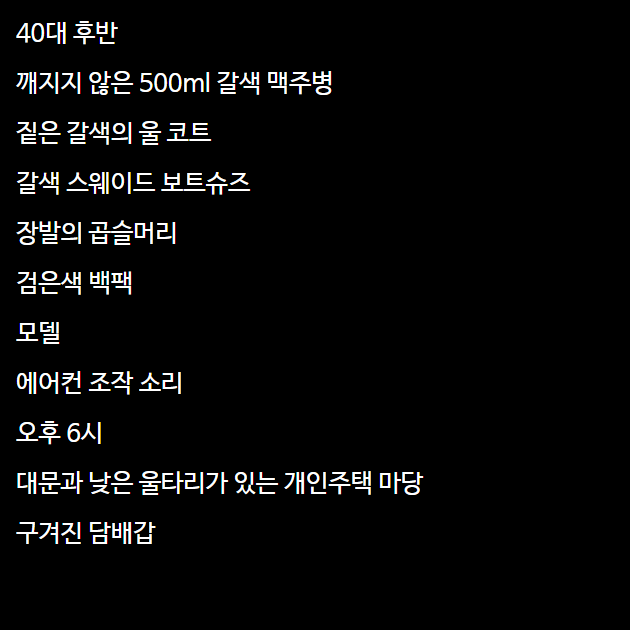 40대 후반
깨지지 않은 500ml 갈색 맥주병
짙은 갈색의 울 코트
갈색 스웨이드 보트슈즈
장발의 곱슬머리
검은색 백팩
모델
에어컨 조작 소리
오후 6시
대문과 낮은 울타리가 있는 개인주택 마당
구겨진 담배갑